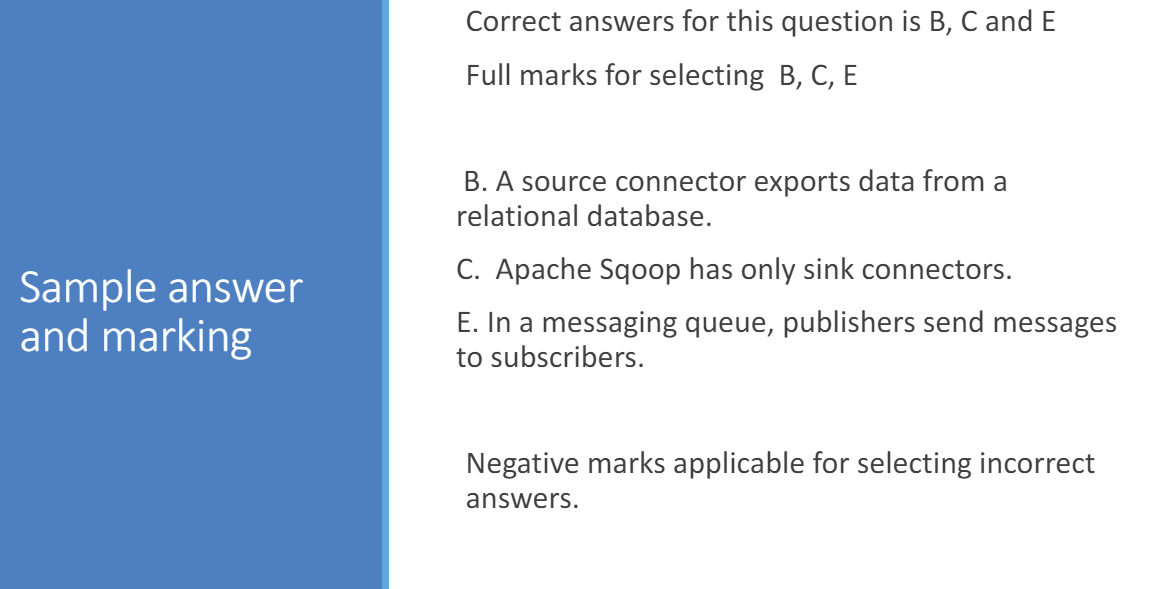 Sample answer
and marking
Correct answers for this question is B, C and E
Full marks for selecting B, C, E
B. A source connector exports data from a
relational database.
C. Apache Sqoop has only sink connectors.
E. In a messaging queue, publishers send messages
to subscribers.
Negative marks applicable for selecting incorrect
answers.